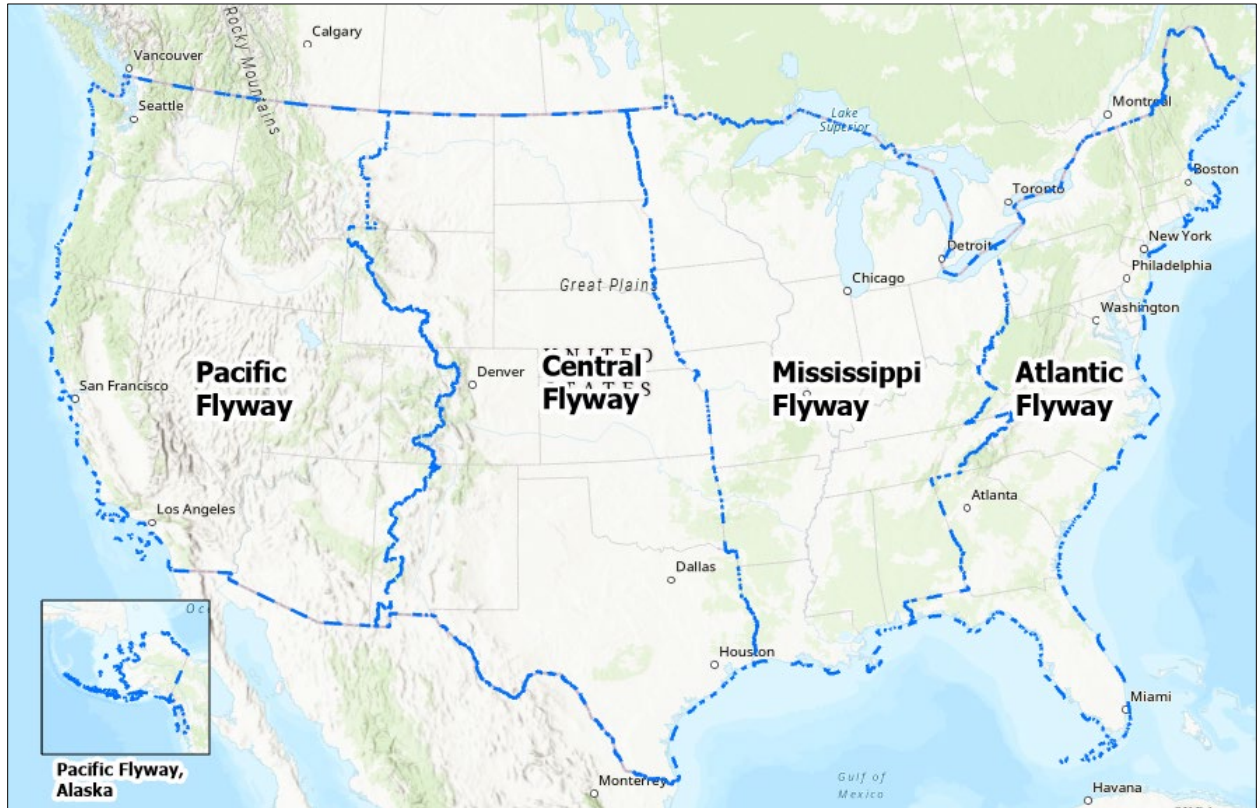 Calgary
Rocky Mountains
Vancouver
Seattle
Montreal
Lake
Superior
Boston
Toronto
New York
Detroit
Philadelphia
Chicago
Great Plains
Washington
UNITED
STATES
Pacific
Flyway
Central
Flyway
Mississippi
Flyway
Atlantic
Flyway
Denver
San Francisco
Los Angeles
Atlanta
Dallas
Houston
Miami
Monterrey
Gulf of
Mexico
Havana
Pacific Flyway,
Alaska